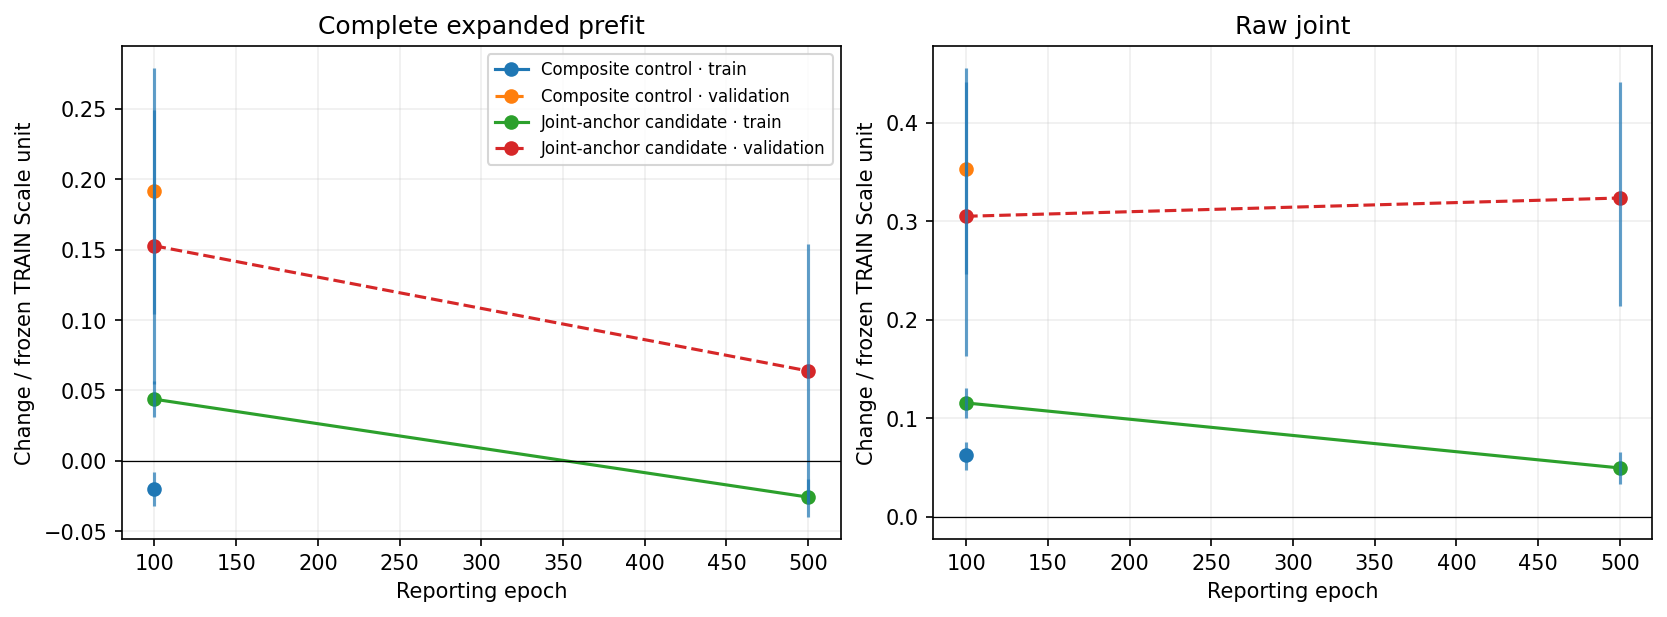 Complete expanded prefit
Change / frozen TRAIN Scale unit
0.25
0.20
0.15
0.10
0.05
0.00
−0.05
100 150 200 250 300 350 400 450 500
Reporting epoch
Composite control · train
Composite control · validation
Joint-anchor candidate · train
Joint-anchor candidate · validation
Raw joint
Change / frozen TRAIN Scale unit
0.4
0.3
0.2
0.1
0.0
100 150 200 250 300 350 400 450 500
Reporting epoch